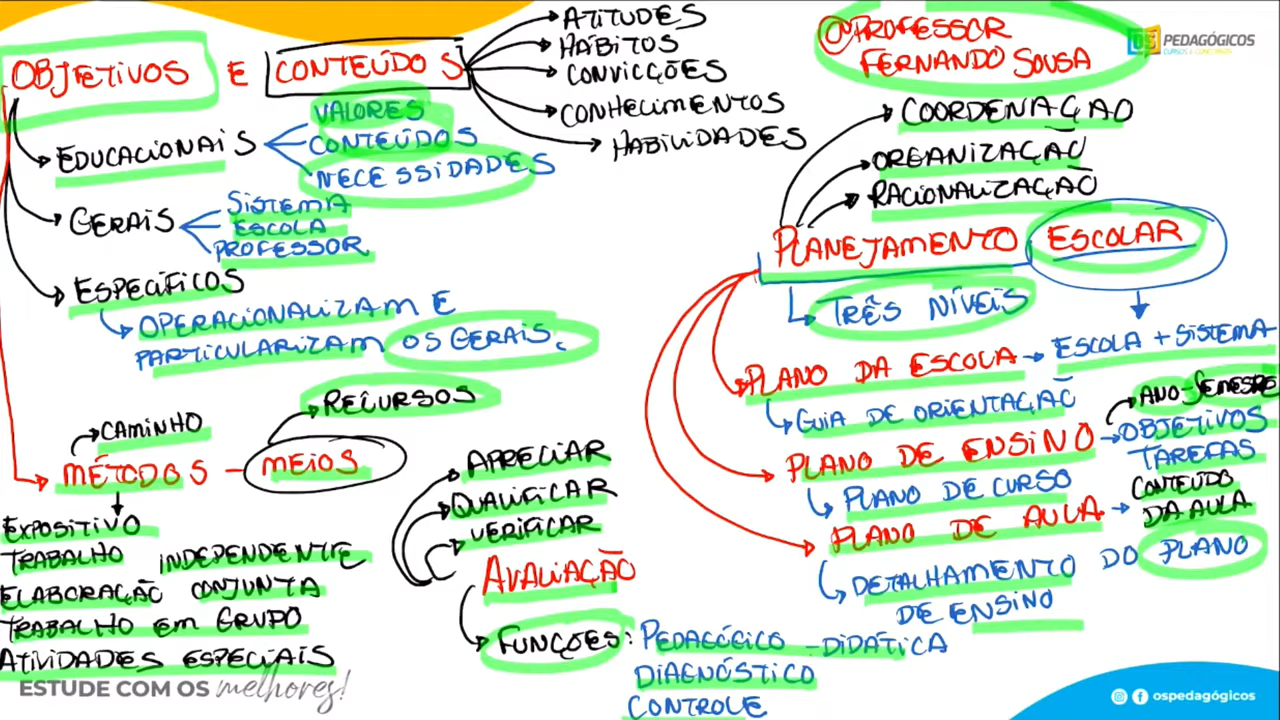 OBJETIVOS E CONTEÚDOS
ATITUDES
HÁBITOS
CONVICÇÕES
CONHECIMENTOS
HABILIDADES
EDUCACIONAIS
VALORES
CONTEÚDOS
NECESSIDADES
GERAIS
SISTEMA
ESCOLA
PROFESSOR
ESPECÍFICOS
OPERACIONALIZAM E
PARTICULARIZAM OS GERAIS.
RECURSOS
CAMINHO
MÉTODOS - MEIOS
EXPOSITIVO
TRABALHO INDEPENDENTE
ELABORAÇÃO CONJUNTA
TRABALHO EM GRUPO
ATIVIDADES ESPECIAIS
APRECIAR
QUALIFICAR
VERIFICAR
AVALIAÇÃO
FUNÇÕES: PEDAGÓGICO - DIDÁTICA
DIAGNÓSTICO
CONTROLE
@PROFESSOR
FERNANDO SOUSA
OS PEDAGÓGICOS
CURSOS E CONCURSOS
COORDENAÇÃO
ORGANIZAÇÃO
RACIONALIZAÇÃO
PLANEJAMENTO ESCOLAR
TRÊS NÍVEIS
PLANO DA ESCOLA → ESCOLA + SISTEMA
GUIA DE ORIENTAÇÃO
ANO-SEMESTRE
PLANO DE ENSINO → OBJETIVOS
TAREFAS
PLANO DE CURSO
PLANO DE AULA → CONTEÚDO
DA AULA
DETALHAMENTO DO PLANO
DE ENSINO
ESTUDE COM OS melhores!
ospedagógicos